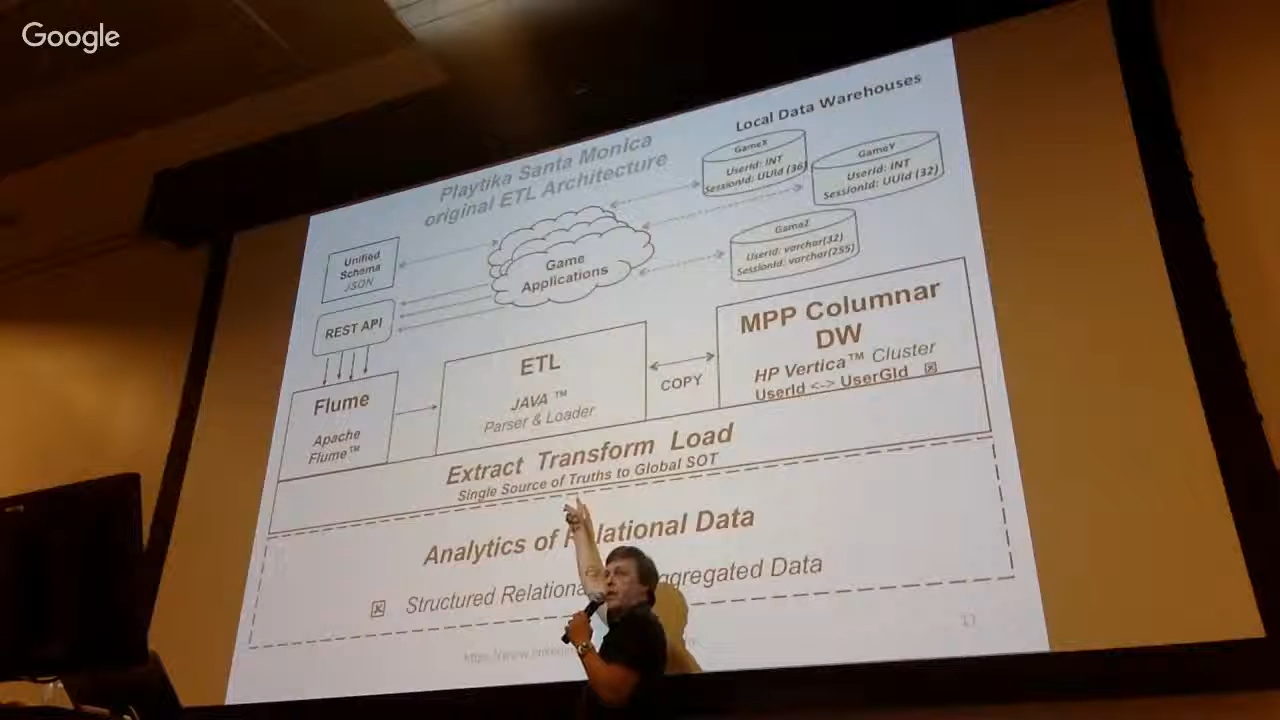 Google
Playtika Santa Monica
original ETL Architecture
Local Data Warehouses
GameX
UserId: INT
SessionId: UUId (36)
GameY
UserId: INT
SessionId: UUId (32)
GameZ
UserId: varchar(32)
SessionId: varchar(255)
Unified
Schema
JSON
Game
Applications
REST API
Flume
Apache
Flume™
ETL
JAVA ™
Parser & Loader
COPY
MPP Columnar
DW
HP Vertica™ Cluster
UserId <-> UserGId ☒
Extract Transform Load
Single Source of Truths to Global SOT
Analytics of Relational Data
☒ Structured Relational Aggregated Data